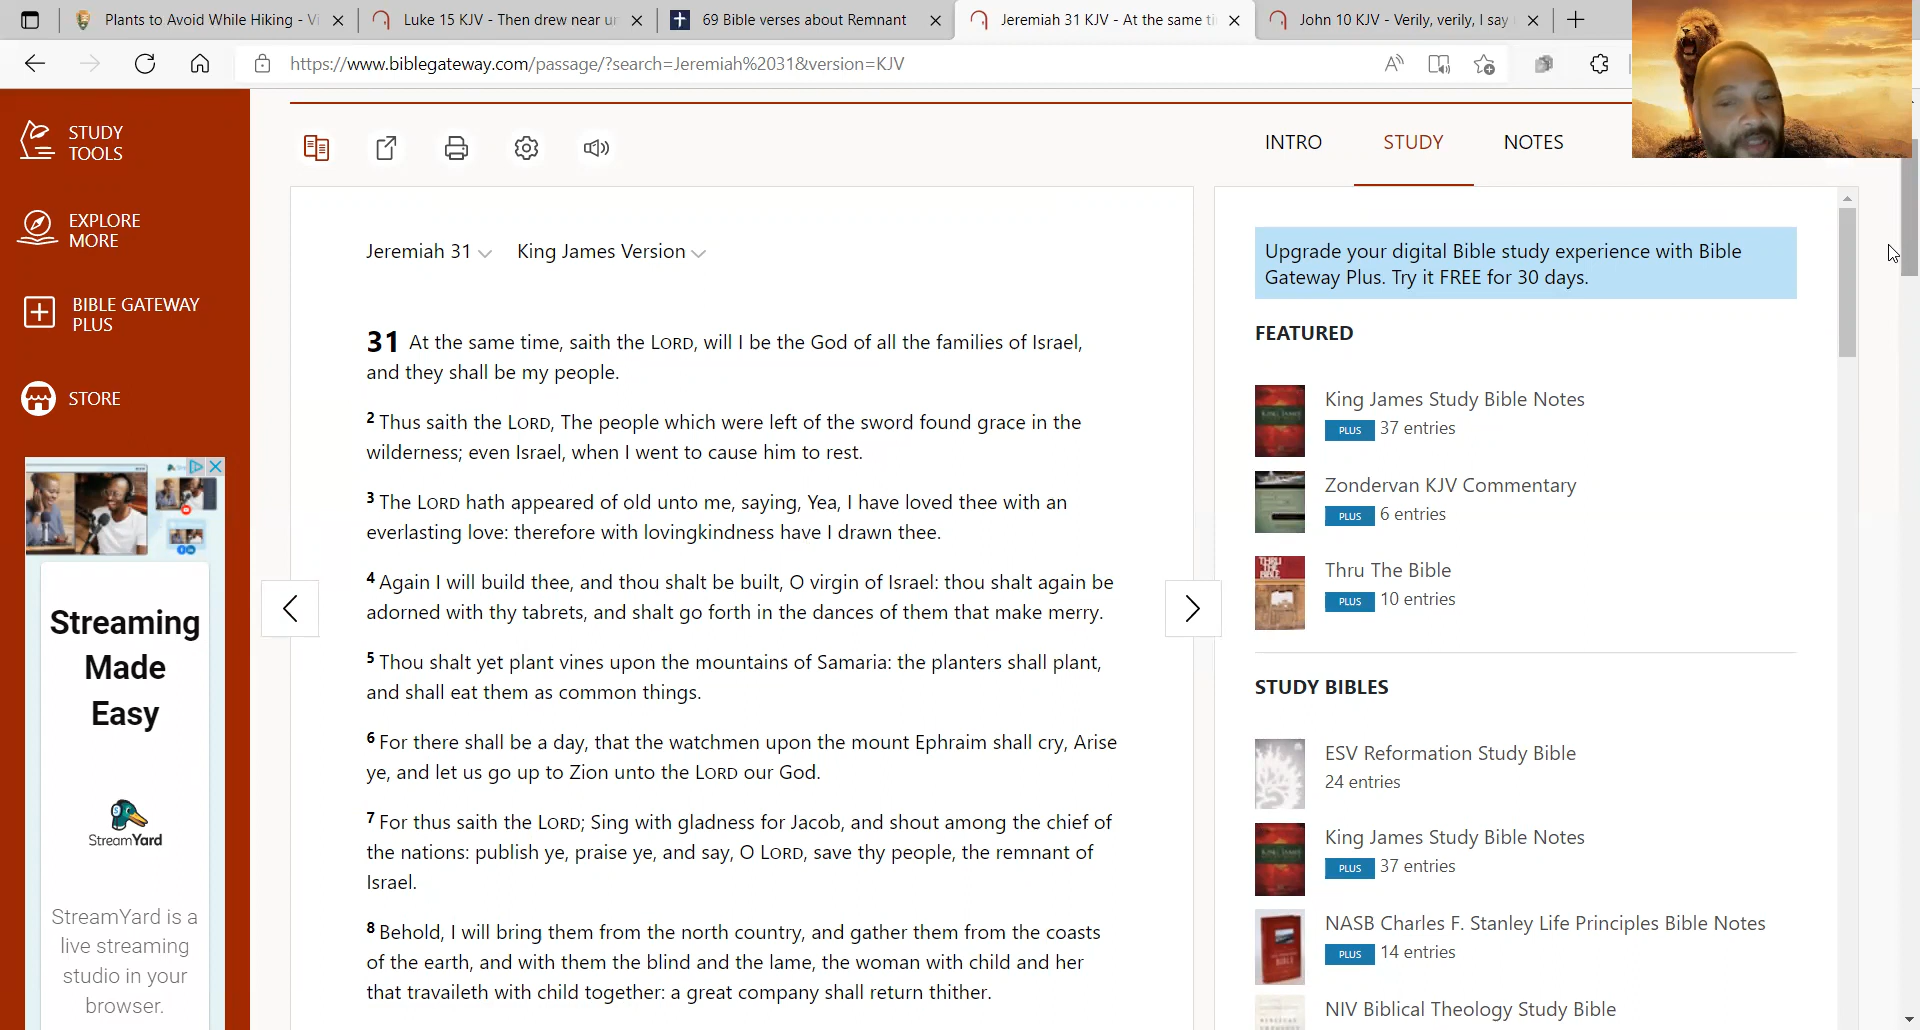 Plants to Avoid While Hiking - Vi
Luke 15 KJV - Then drew near un
69 Bible verses about Remnant
Jeremiah 31 KJV - At the same ti
John 10 KJV - Verily, verily, I say
https://www.biblegateway.com/passage/?search=Jeremiah%2031&version=KJV
STUDY
TOOLS
EXPLORE
MORE
BIBLE GATEWAY
PLUS
STORE
Streaming
Made
Easy
StreamYard
StreamYard is a
live streaming
studio in your
browser.
INTRO
STUDY
NOTES
Jeremiah 31
King James Version
31 At the same time, saith the LORD, will I be the God of all the families of Israel,
and they shall be my people.
2 Thus saith the LORD, The people which were left of the sword found grace in the
wilderness; even Israel, when I went to cause him to rest.
3 The LORD hath appeared of old unto me, saying, Yea, I have loved thee with an
everlasting love: therefore with lovingkindness have I drawn thee.
4 Again I will build thee, and thou shalt be built, O virgin of Israel: thou shalt again be
adorned with thy tabrets, and shalt go forth in the dances of them that make merry.
5 Thou shalt yet plant vines upon the mountains of Samaria: the planters shall plant,
and shall eat them as common things.
6 For there shall be a day, that the watchmen upon the mount Ephraim shall cry, Arise
ye, and let us go up to Zion unto the LORD our God.
7 For thus saith the LORD; Sing with gladness for Jacob, and shout among the chief of
the nations: publish ye, praise ye, and say, O LORD, save thy people, the remnant of
Israel.
8 Behold, I will bring them from the north country, and gather them from the coasts
of the earth, and with them the blind and the lame, the woman with child and her
that travaileth with child together: a great company shall return thither.
Upgrade your digital Bible study experience with Bible
Gateway Plus. Try it FREE for 30 days.
FEATURED
King James Study Bible Notes
PLUS 37 entries
Zondervan KJV Commentary
PLUS 6 entries
THRU
THE
BIBLE
Thru The Bible
PLUS 10 entries
STUDY BIBLES
ESV Reformation Study Bible
24 entries
King James Study Bible Notes
PLUS 37 entries
NASB Charles F. Stanley Life Principles Bible Notes
PLUS 14 entries
NIV Biblical Theology Study Bible